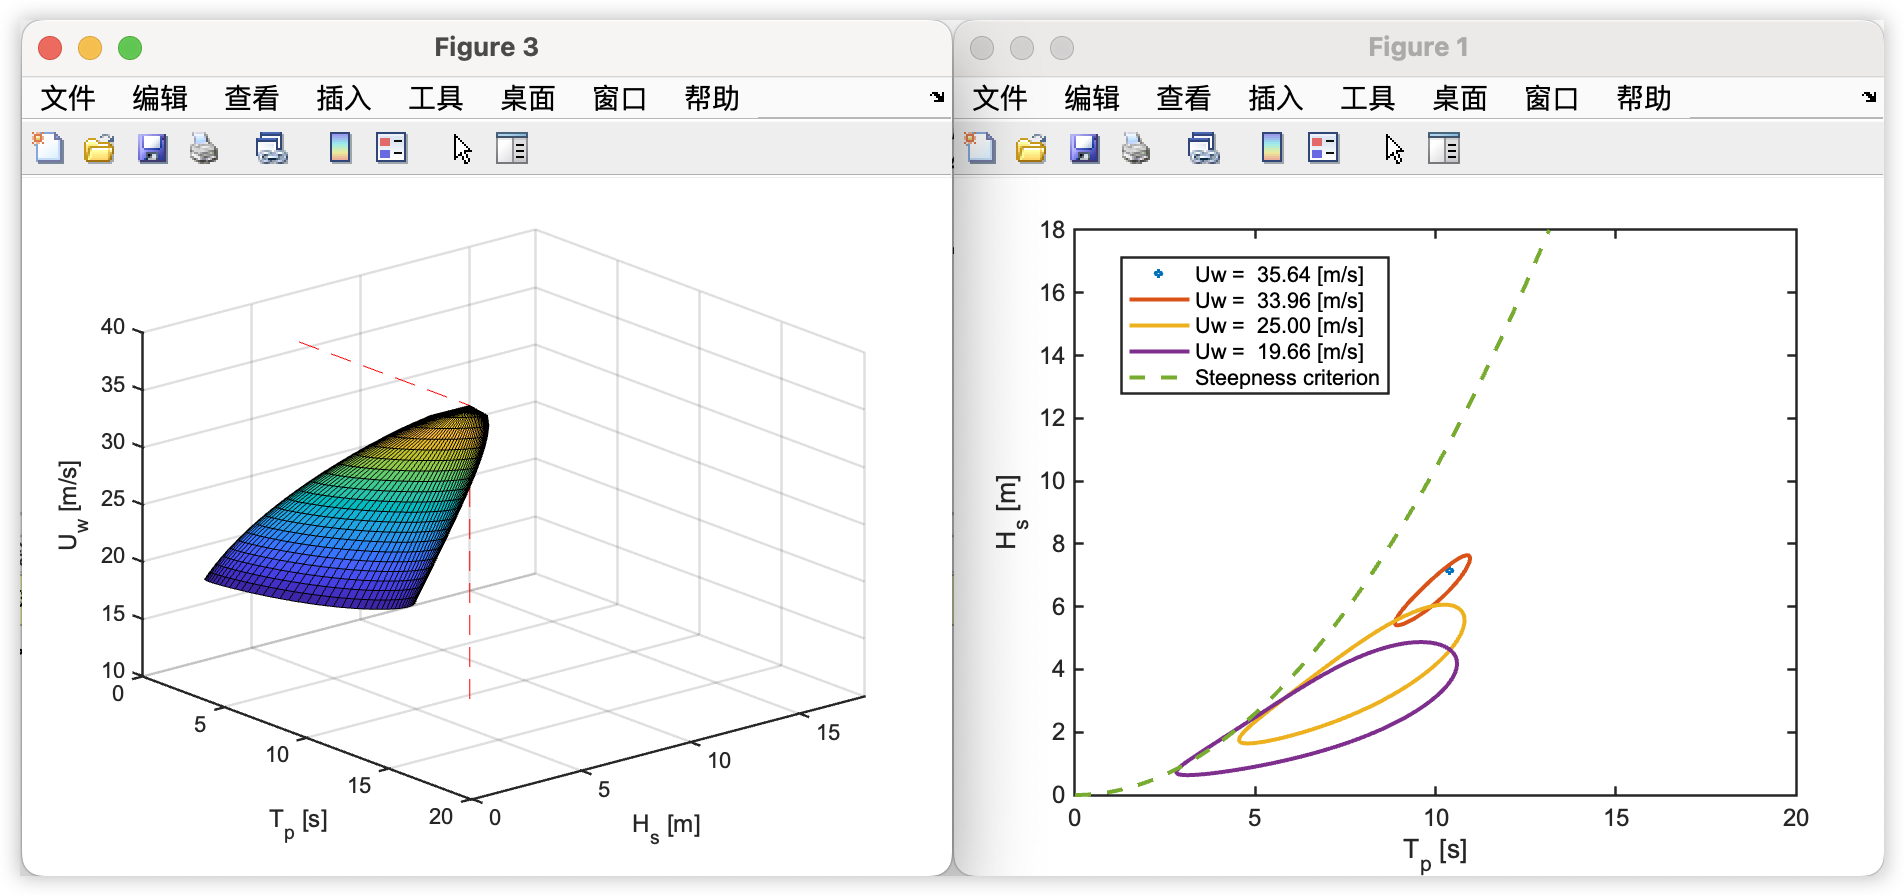 Figure 3
文件 编辑 查看 插入 工具 桌面 窗口 帮助
40
35
30
25
20
15
10
U_w [m/s]
0
5
10
15
20
T_p [s]
0
5
10
15
H_s [m]
Figure 1
文件 编辑 查看 插入 工具 桌面 窗口 帮助
18
16
14
12
10
8
6
4
2
0
H_s [m]
Uw = 35.64 [m/s]
Uw = 33.96 [m/s]
Uw = 25.00 [m/s]
Uw = 19.66 [m/s]
Steepness criterion
0 5 10 15 20
T_p [s]